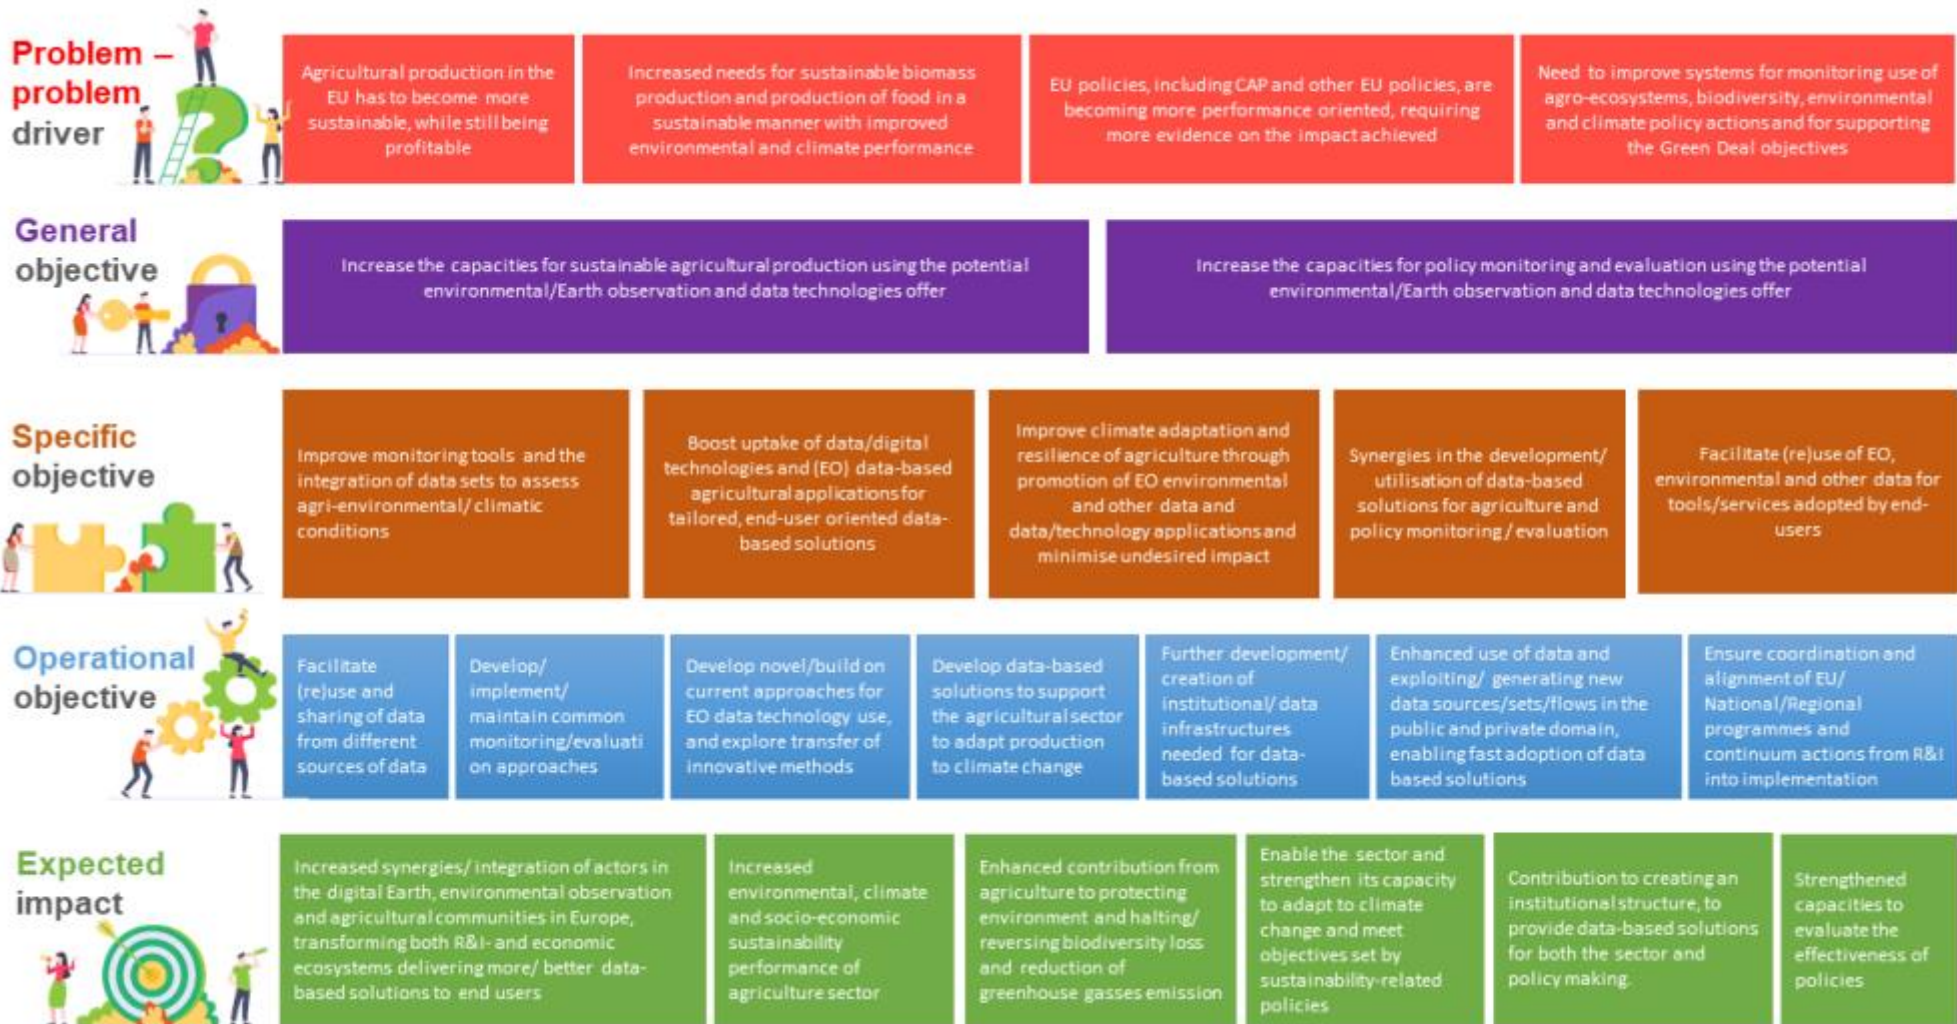 Problem –
problem
driver
Agricultural production in the
EU has to become more
sustainable, while still being
profitable
Increased needs for sustainable biomass
production and production of food in a
sustainable manner with improved
environmental and climate performance
EU policies, including CAP and other EU policies, are
becoming more performance oriented, requiring
more evidence on the impact achieved
Need to improve systems for monitoring use of
agro-ecosystems, biodiversity, environmental
and climate policy actions and for supporting
the Green Deal objectives
General
objective
Increase the capacities for sustainable agricultural production using the potential
environmental/Earth observation and data technologies offer
Increase the capacities for policy monitoring and evaluation using the potential
environmental/Earth observation and data technologies offer
Specific
objective
Improve monitoring tools and the
integration of data sets to assess
agri-environmental/ climatic
conditions
Boost uptake of data/digital
technologies and (EO) data-based
agricultural applications for
tailored, end-user oriented data-
based solutions
Improve climate adaptation and
resilience of agriculture through
promotion of EO environmental
and other data and
data/technology applications and
minimise undesired impact
Synergies in the development/
utilisation of data-based
solutions for agriculture and
policy monitoring / evaluation
Facilitate (re)use of EO,
environmental and other data for
tools/services adopted by end-
users
Operational
objective
Facilitate
(re)use and
sharing of data
from different
sources of data
Develop/
implement/
maintain common
monitoring/evaluati
on approaches
Develop novel/build on
current approaches for
EO data technology use,
and explore transfer of
innovative methods
Develop data-based
solutions to support
the agricultural sector
to adapt production
to climate change
Further development/
creation of
institutional/ data
infrastructures
needed for data-
based solutions
Enhanced use of data and
exploiting/ generating new
data sources/sets/flows in the
public and private domain,
enabling fast adoption of data
based solutions
Ensure coordination and
alignment of EU/
National/Regional
programmes and
continuum actions from R&I
into implementation
Expected
impact
Increased synergies/ integration of actors in
the digital Earth, environmental observation
and agricultural communities in Europe,
transforming both R&I- and economic
ecosystems delivering more/ better data-
based solutions to end users
Increased
environmental, climate
and socio-economic
sustainability
performance of
agriculture sector
Enhanced contribution from
agriculture to protecting
environment and halting/
reversing biodiversity loss
and reduction of
greenhouse gasses emission
Enable the sector and
strengthen its capacity
to adapt to climate
change and meet
objectives set by
sustainability-related
policies
Contribution to creating an
institutional structure, to
provide data-based solutions
for both the sector and
policy making.
Strengthened
capacities to
evaluate the
effectiveness of
policies